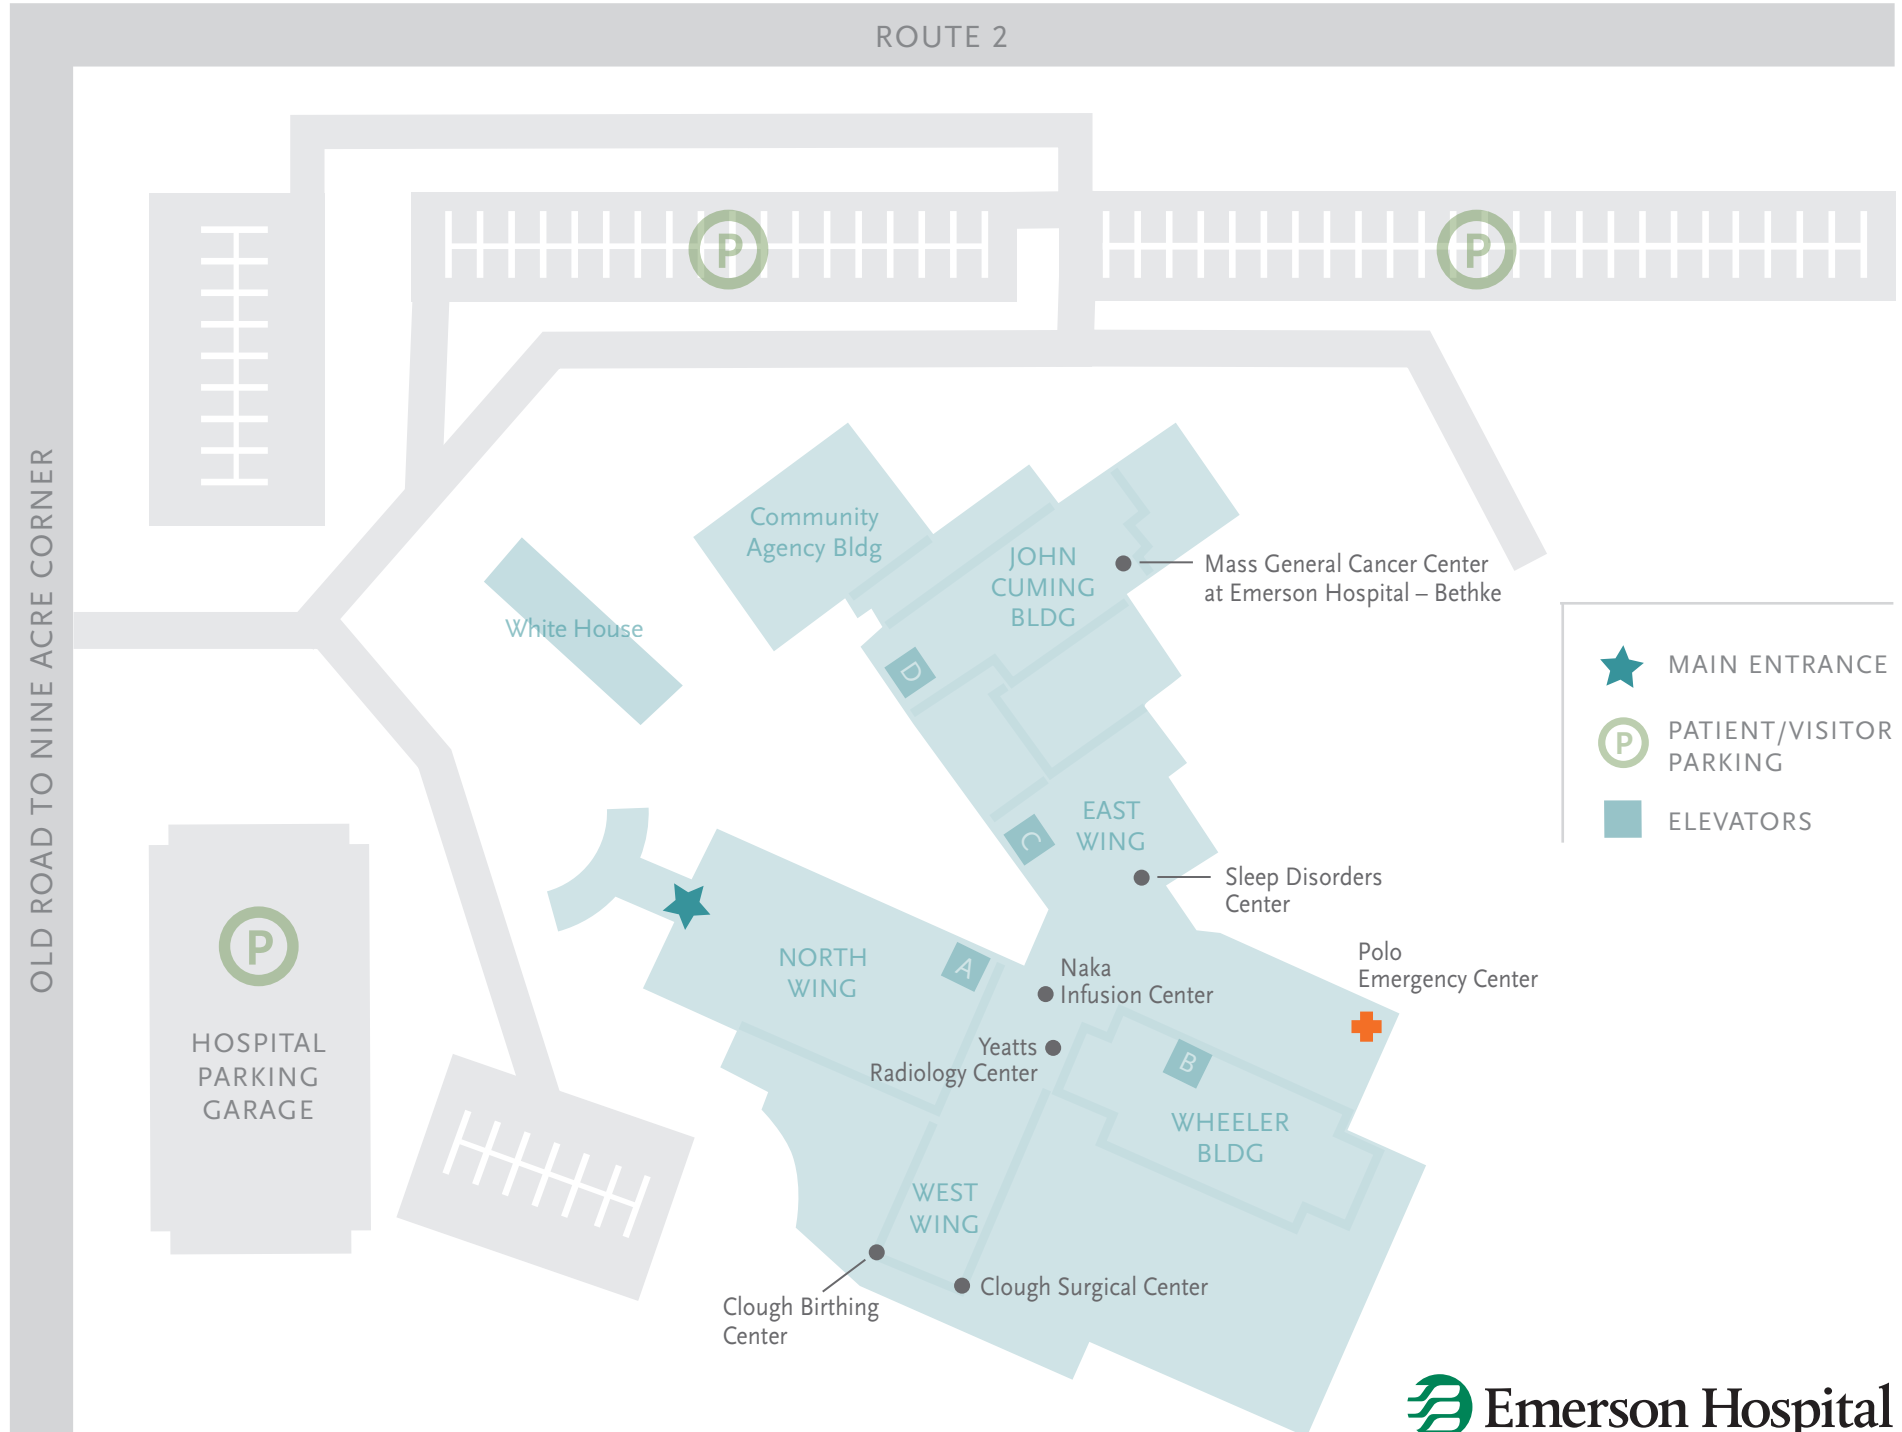 ROUTE 2
P
P
OLD ROAD TO NINE ACRE CORNER
Community
Agency Bldg
JOHN
CUMING
BLDG
Mass General Cancer Center
at Emerson Hospital – Bethke
White House
D
MAIN ENTRANCE
P
PATIENT/VISITOR
PARKING
ELEVATORS
EAST
WING
C
Sleep Disorders
Center
P
HOSPITAL
PARKING
GARAGE
NORTH
WING
A
Naka
Infusion Center
Polo
Emergency Center
Yeatts
Radiology Center
B
WHEELER
BLDG
WEST
WING
Clough Surgical Center
Clough Birthing
Center
Emerson Hospital